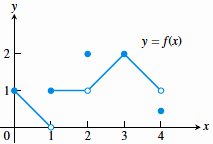 y
y = f(x)
2
1
0 1 2 3 4 x